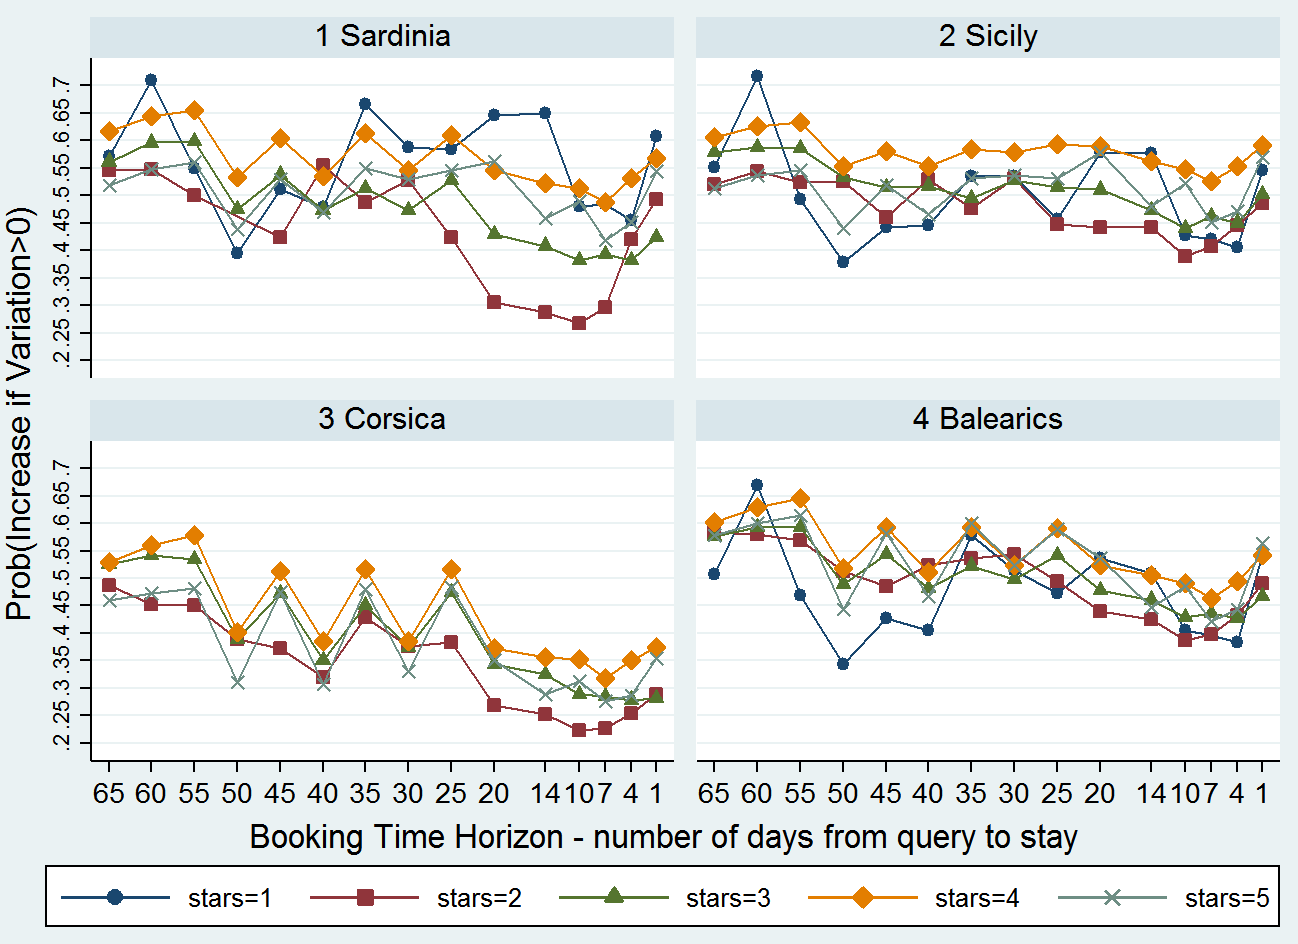 1 Sardinia
2 Sicily
.2 .25 .3 .35 .4 .45 .5 .55 .6 .65 .7
3 Corsica
4 Balearics
.2 .25 .3 .35 .4 .45 .5 .55 .6 .65 .7
Prob(Increase if Variation>0)
65 60 55 50 45 40 35 30 25 20 14 10 7 4 1
65 60 55 50 45 40 35 30 25 20 14 10 7 4 1
Booking Time Horizon - number of days from query to stay
stars=1 stars=2 stars=3 stars=4 stars=5